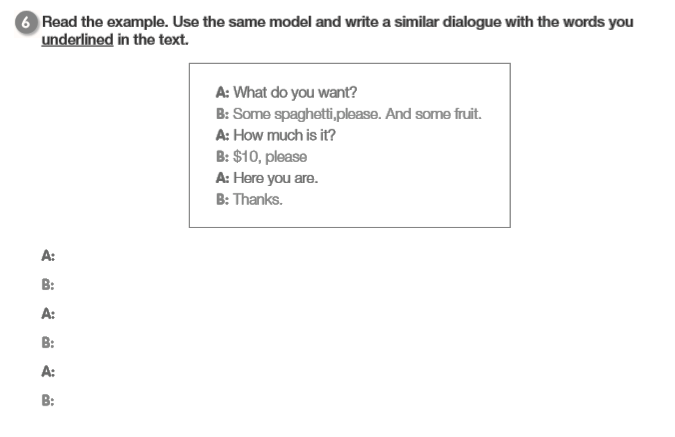 6 Read the example. Use the same model and write a similar dialogue with the words you
underlined in the text.
A: What do you want?
B: Some spaghetti,please. And some fruit.
A: How much is it?
B: $10, please
A: Here you are.
B: Thanks.
A:
B:
A:
B:
A:
B: